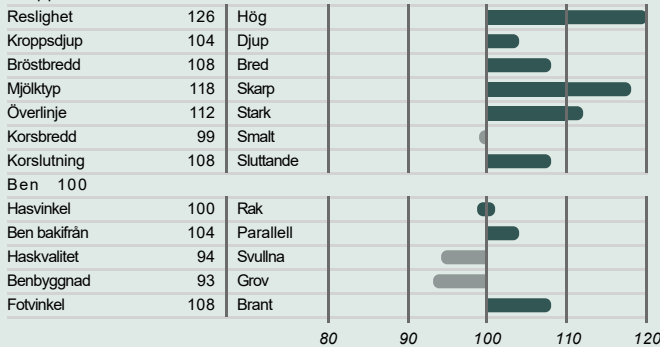 Reslighet 126 Hög
Kroppsdjup 104 Djup
Bröstbredd 108 Bred
Mjölktyp 118 Skarp
Överlinje 112 Stark
Korsbredd 99 Smalt
Korslutning 108 Sluttande
Ben 100
Hasvinkel 100 Rak
Ben bakifrån 104 Parallell
Haskvalitet 94 Svullna
Benbyggnad 93 Grov
Fotvinkel 108 Brant
80 90 100 110 120